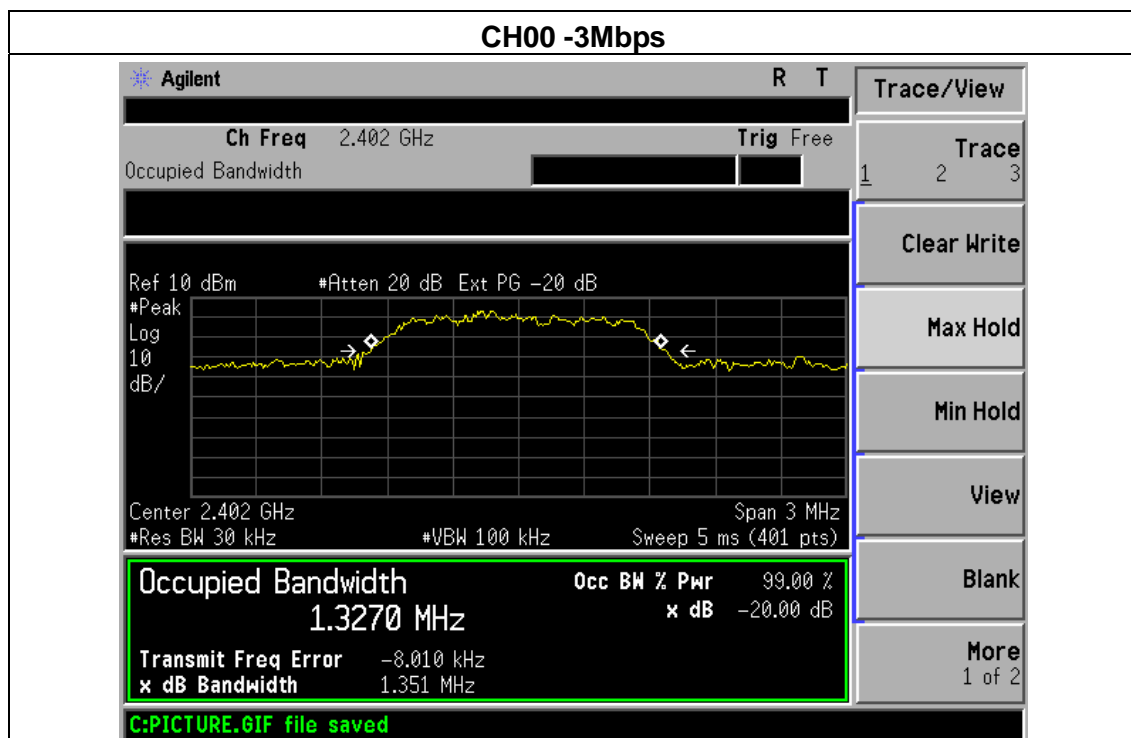 CH00 -3Mbps
Agilent R T
Trace/View
Ch Freq 2.402 GHz Trig Free
Occupied Bandwidth
Trace
1 2 3
Clear Write
Ref 10 dBm #Atten 20 dB Ext PG -20 dB
#Peak
Log
10
dB/
Max Hold
Min Hold
View
Center 2.402 GHz Span 3 MHz
#Res BW 30 kHz #VBW 100 kHz Sweep 5 ms (401 pts)
Occupied Bandwidth Occ BW % Pwr 99.00 %
1.3270 MHz x dB -20.00 dB
Transmit Freq Error -8.010 kHz
x dB Bandwidth 1.351 MHz
Blank
More
1 of 2
C:PICTURE.GIF file saved